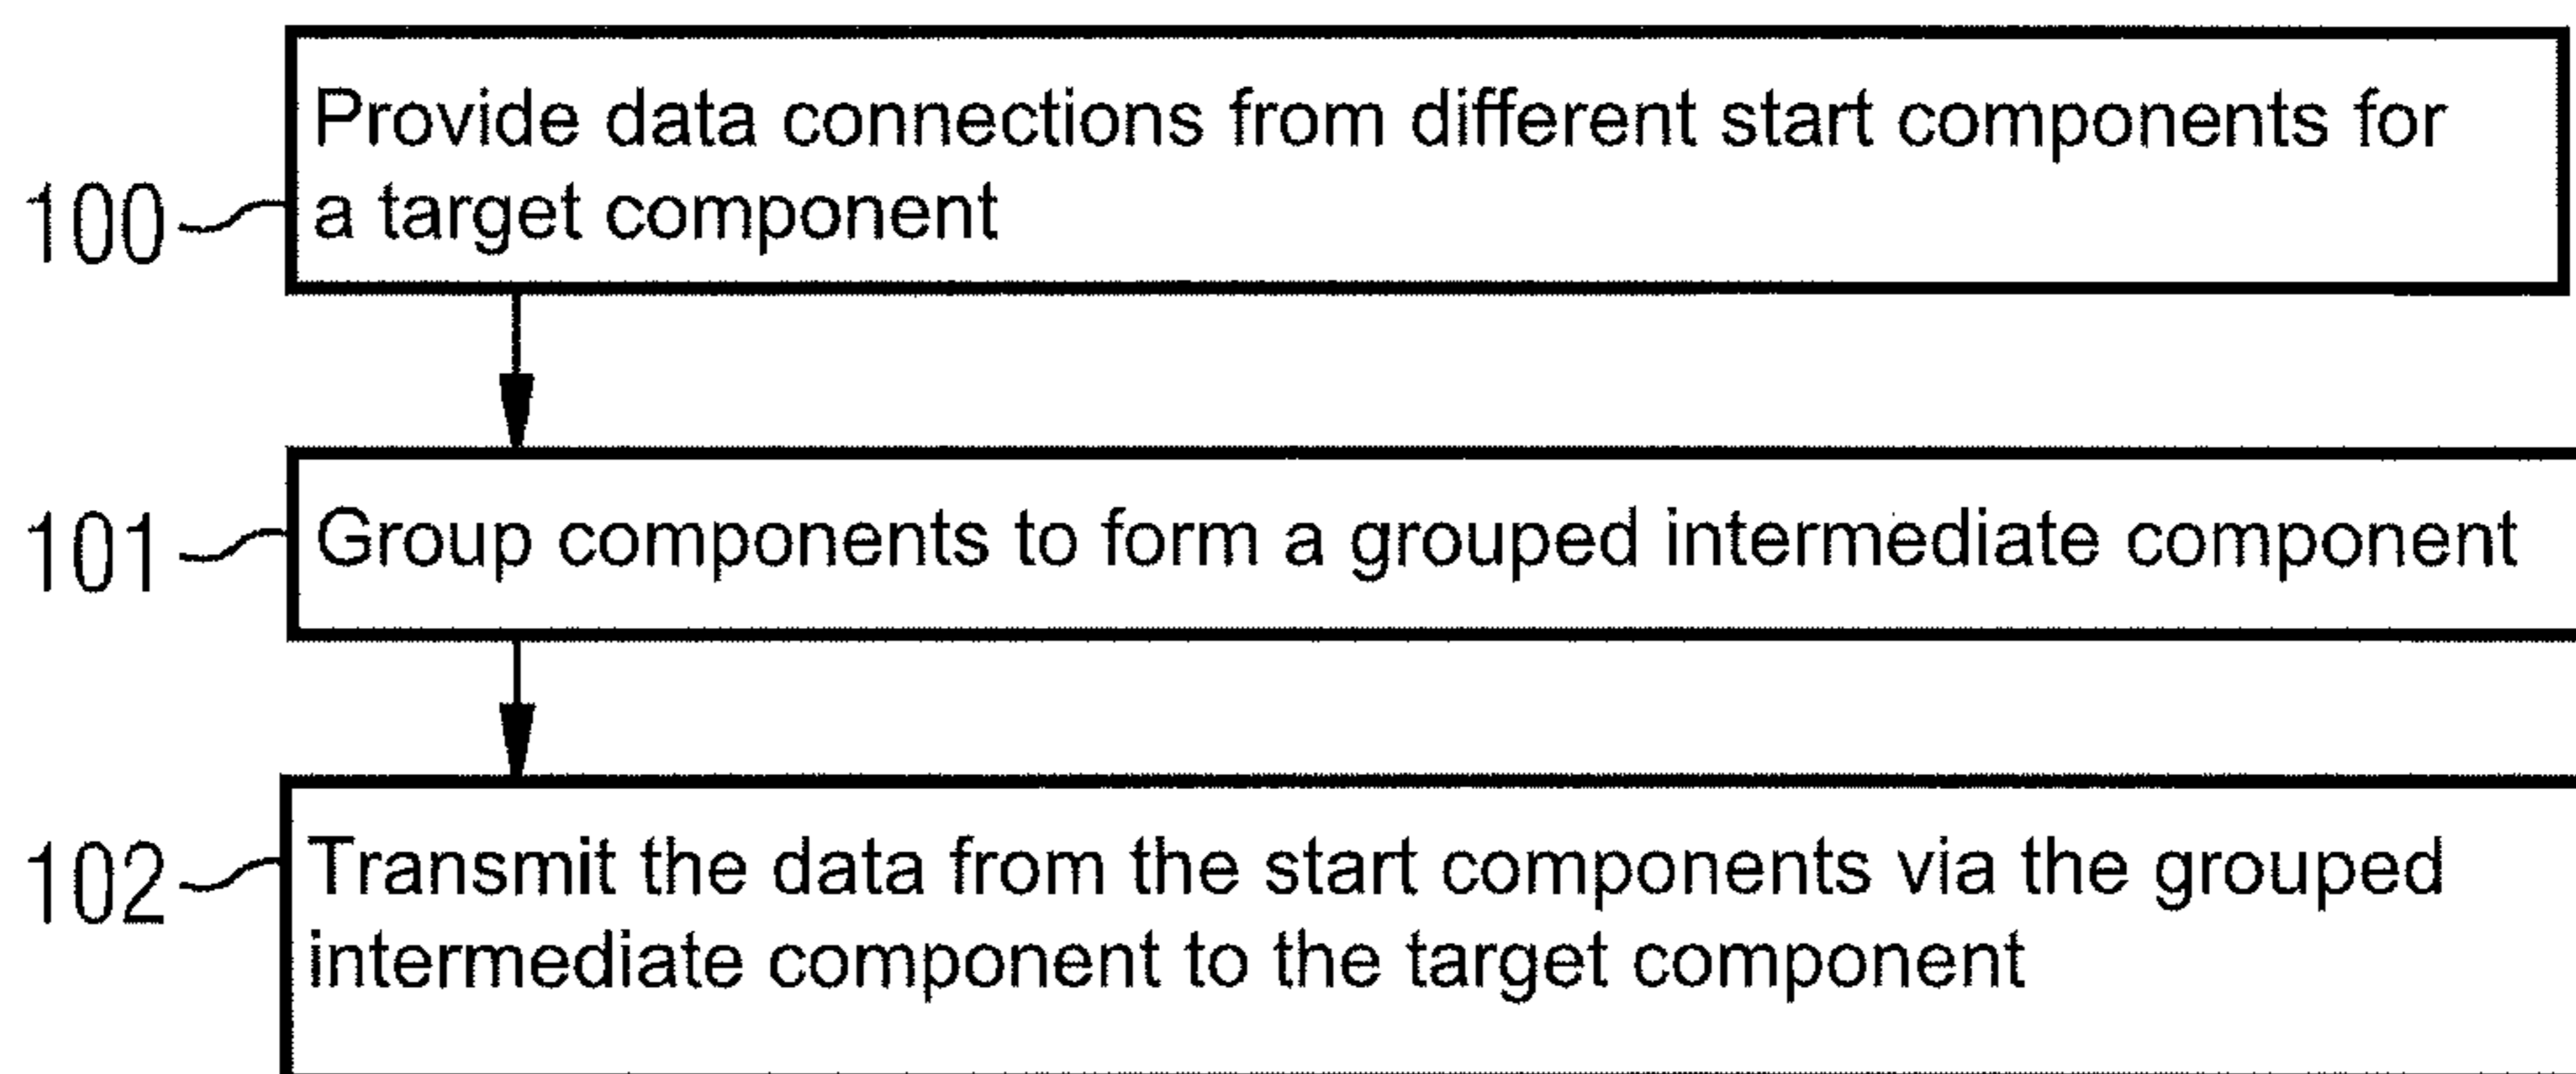 Provide data connections from different start components for
100 a target component
101 Group components to form a grouped intermediate component
102 Transmit the data from the start components via the grouped
intermediate component to the target component